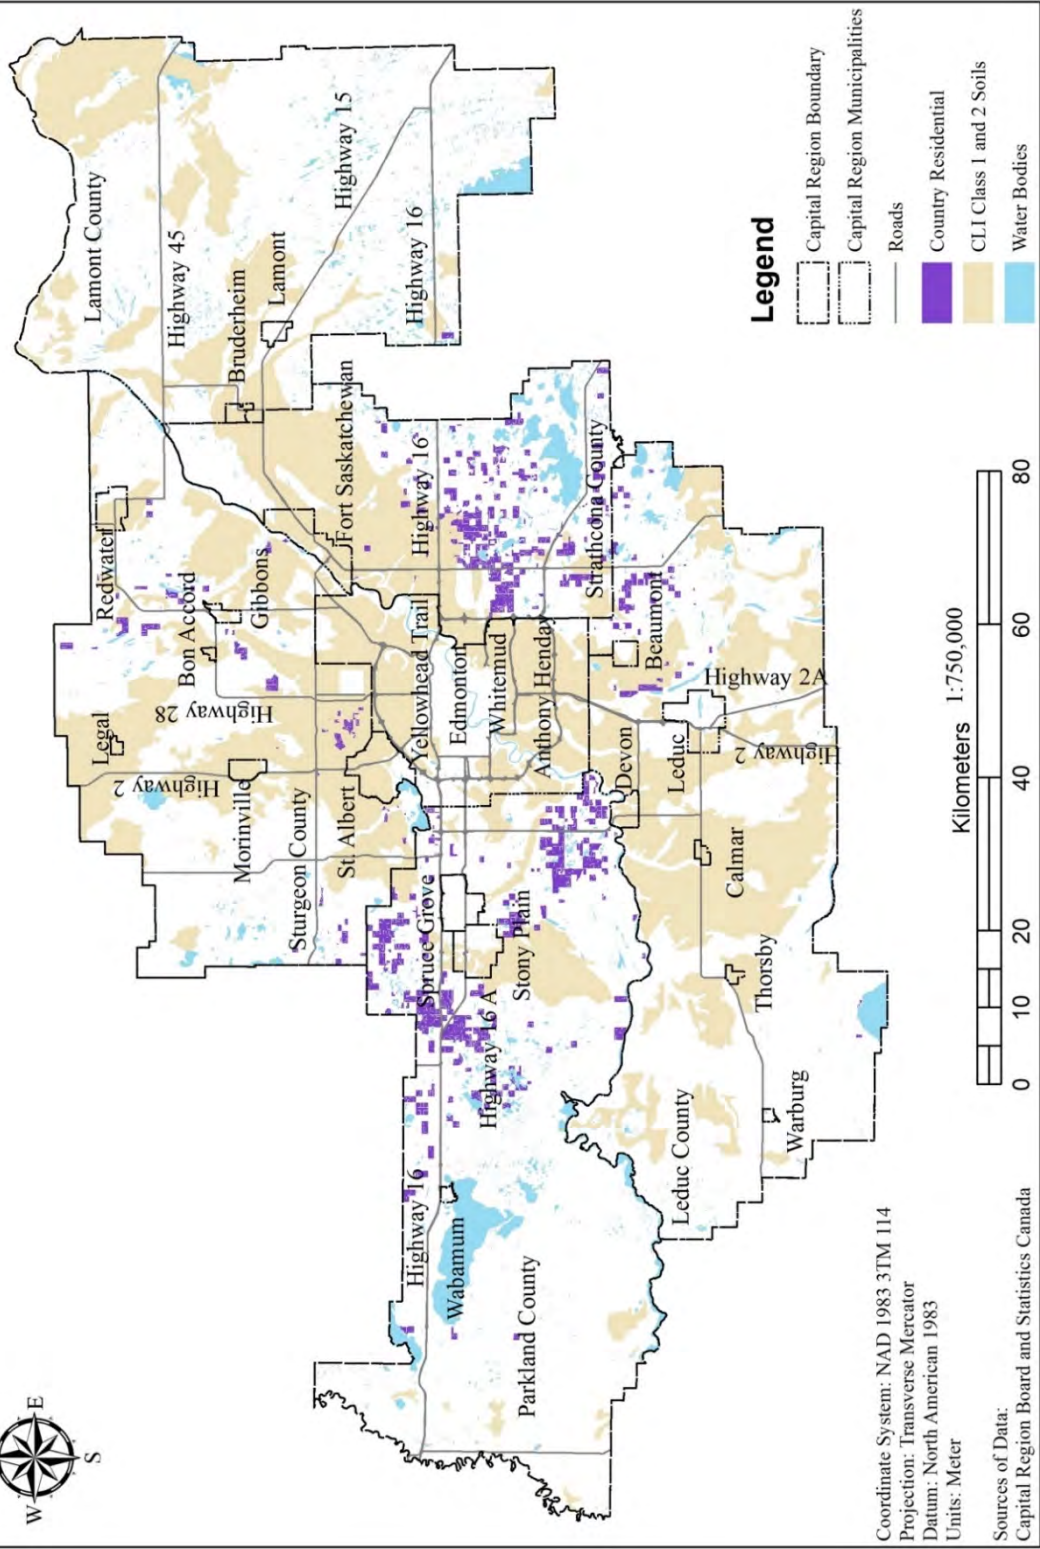 W
E
S
Lamont County
Highway 45
Highway 15
Redwater
Bruderheim
Lamont
Legal
Bon Accord
Gibbons
Highway 16
Highway 2
Highway 28
Fort Saskatchewan
Morinville
Sturgeon County
St. Albert
Highway 16
Yellowhead Trail
Highway 16
Spruce Grove
Edmonton
Wabamun
Highway 16 A
Whitemud
Stony Plain
Anthony Henday
Strathcona County
Parkland County
Devon
Beaumont
Leduc County
Leduc
Highway 2A
Calmar
Highway 2
Thorsby
Warburg
Legend
Capital Region Boundary
Capital Region Municipalities
Roads
Country Residential
CLI Class 1 and 2 Soils
Water Bodies
Coordinate System: NAD 1983 3TM 114
Projection: Transverse Mercator
Datum: North American 1983
Units: Meter
Sources of Data:
Capital Region Board and Statistics Canada
Kilometers 1:750,000
0 10 20 40 60 80